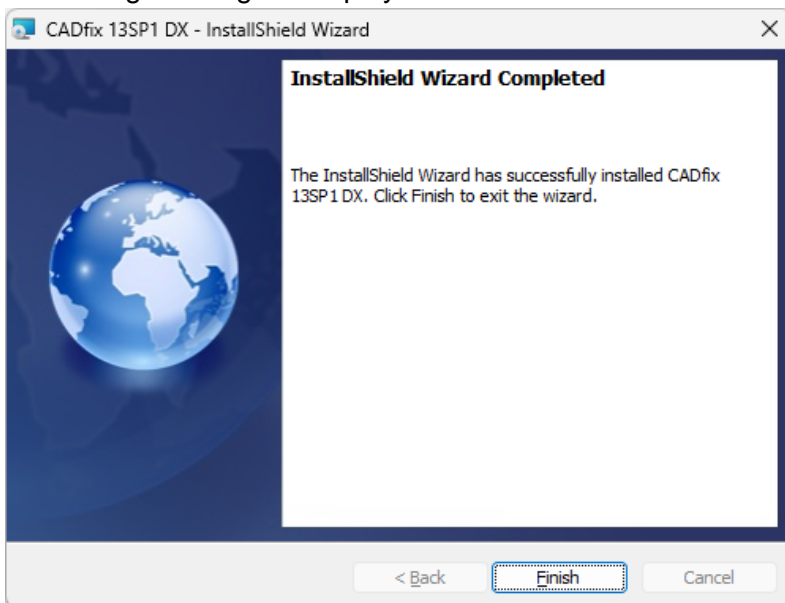 CADfix 13SP1 DX - InstallShield Wizard
InstallShield Wizard Completed
The InstallShield Wizard has successfully installed CADfix
13SP1 DX. Click Finish to exit the wizard.
< Back
Finish
Cancel